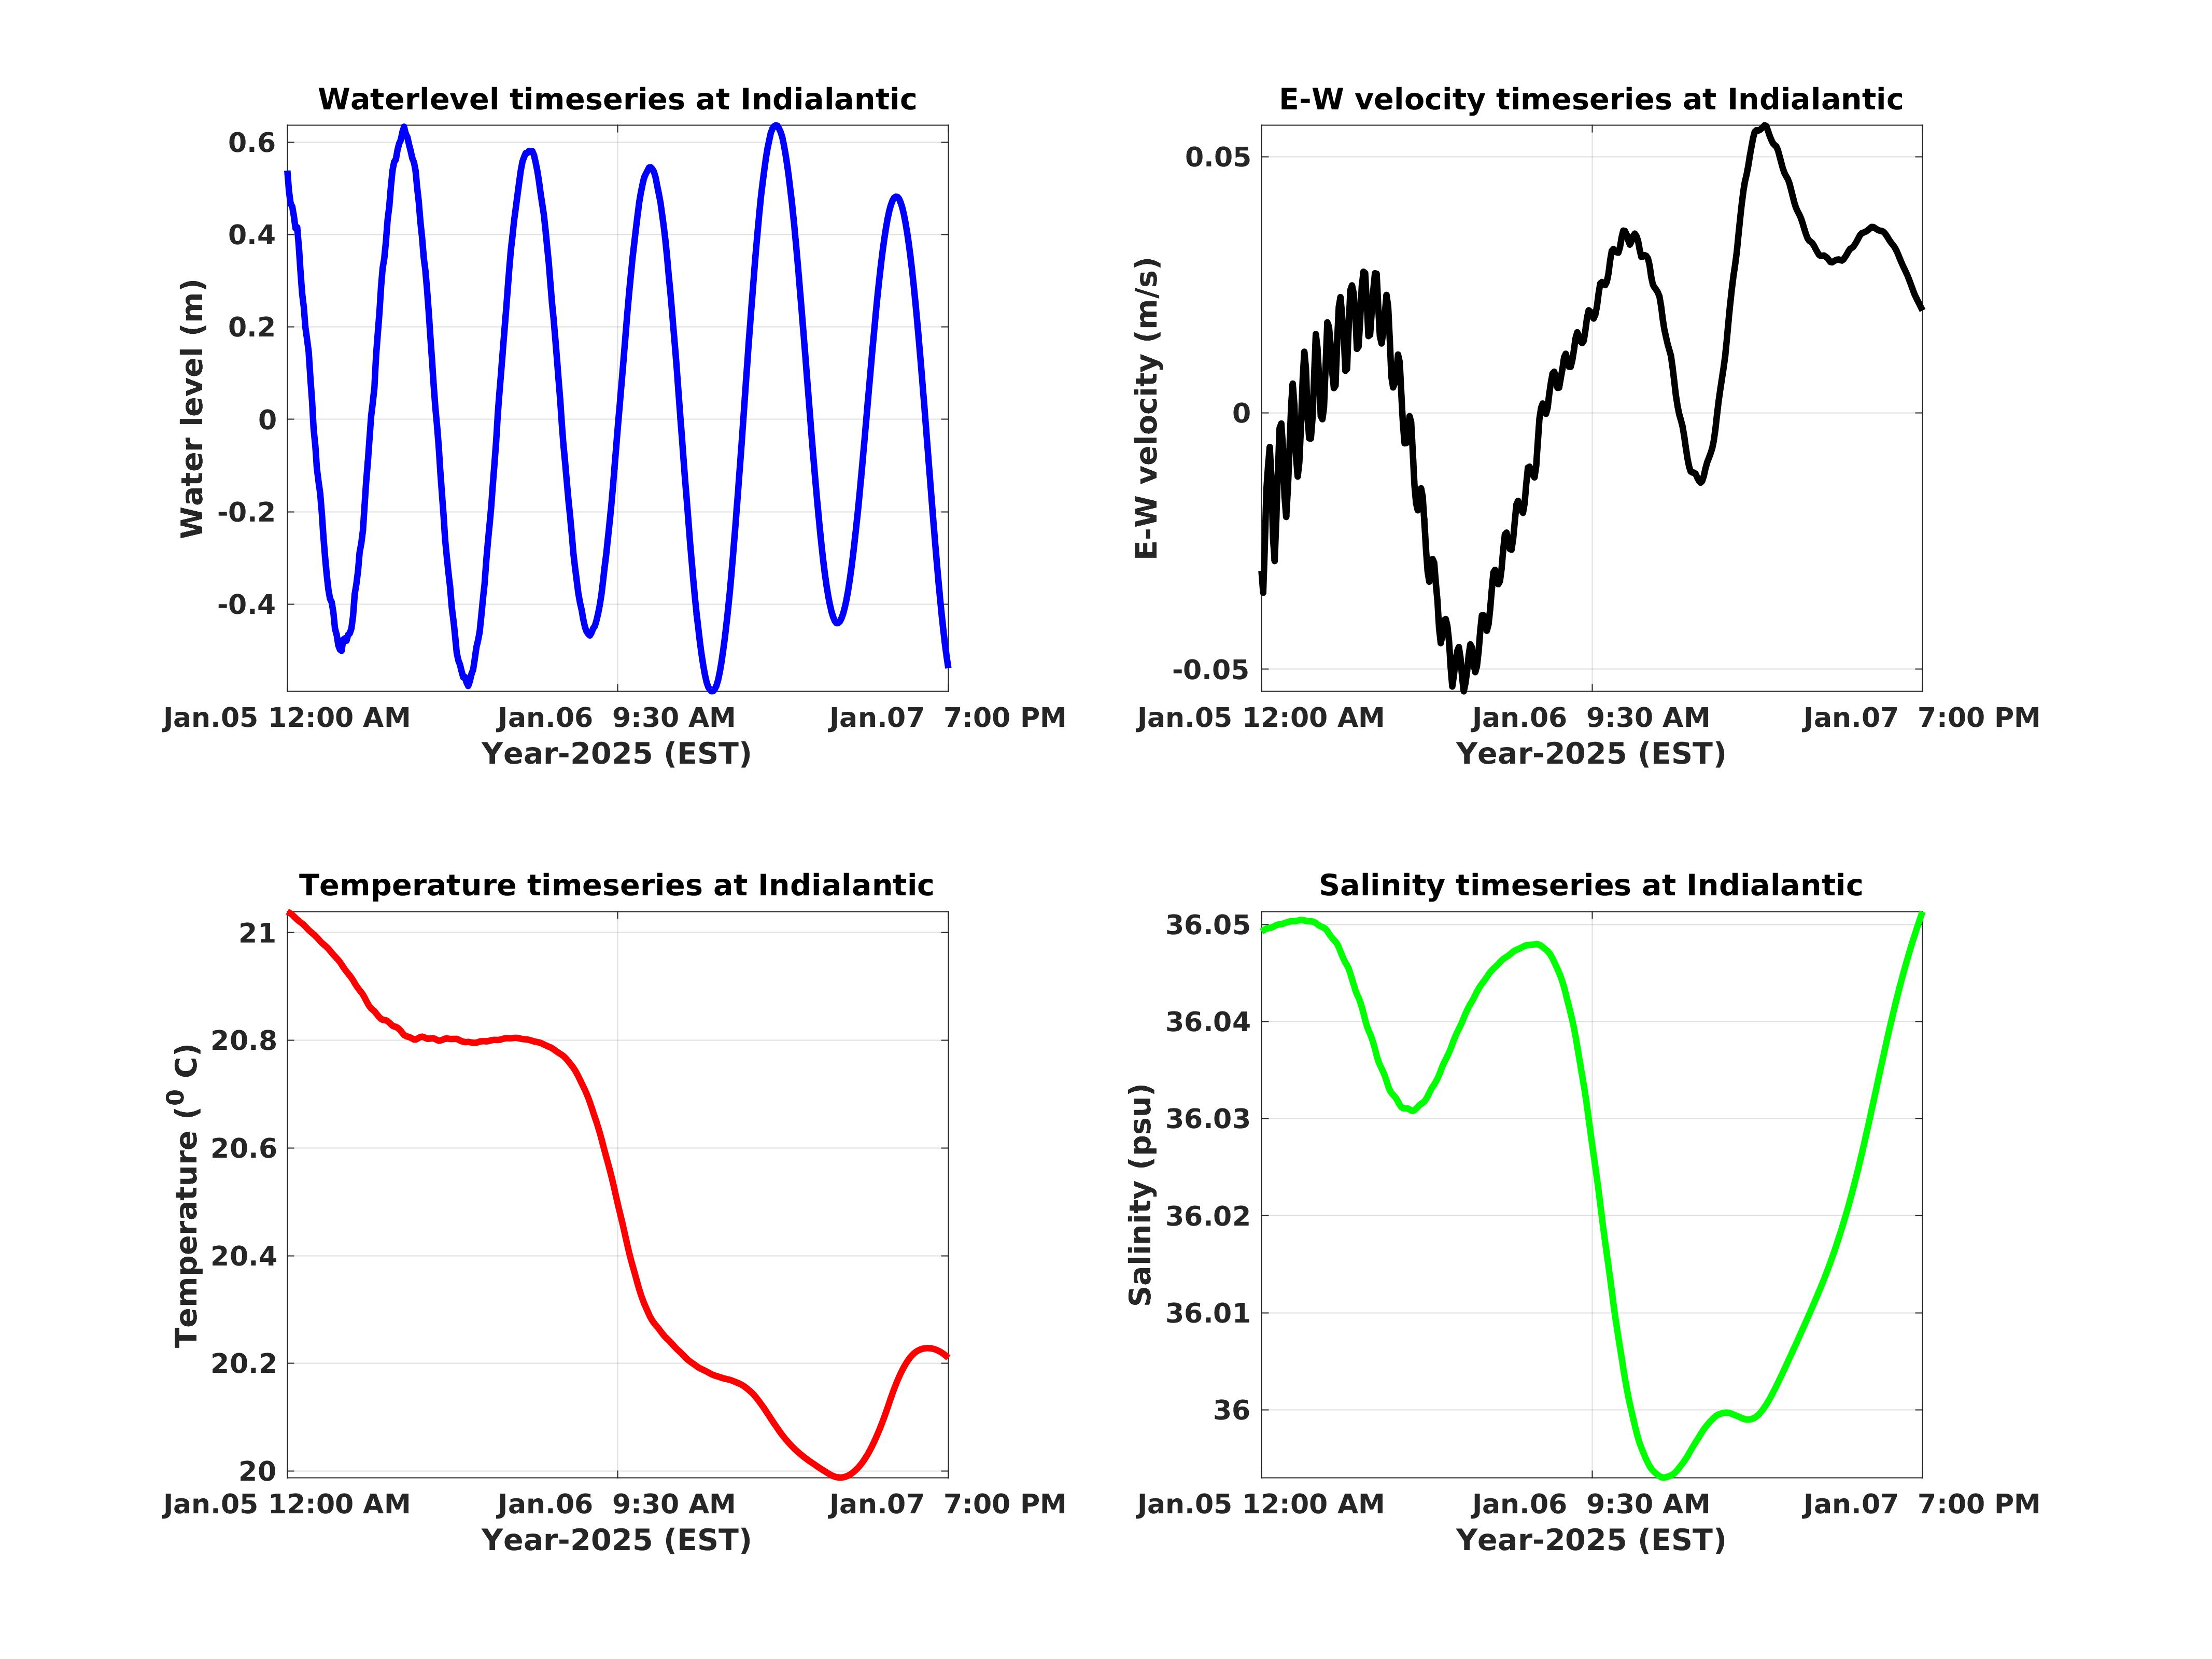 Waterlevel timeseries at Indialantic
0.6
0.4
0.2
0
-0.2
-0.4
Water level (m)
Jan.05 12:00 AM Jan.06 9:30 AM Jan.07 7:00 PM
Year-2025 (EST)
E-W velocity timeseries at Indialantic
0.05
0
-0.05
E-W velocity (m/s)
Jan.05 12:00 AM Jan.06 9:30 AM Jan.07 7:00 PM
Year-2025 (EST)
Temperature timeseries at Indialantic
21
20.8
20.6
20.4
20.2
20
Temperature (⁰ C)
Jan.05 12:00 AM Jan.06 9:30 AM Jan.07 7:00 PM
Year-2025 (EST)
Salinity timeseries at Indialantic
36.05
36.04
36.03
36.02
36.01
36
Salinity (psu)
Jan.05 12:00 AM Jan.06 9:30 AM Jan.07 7:00 PM
Year-2025 (EST)